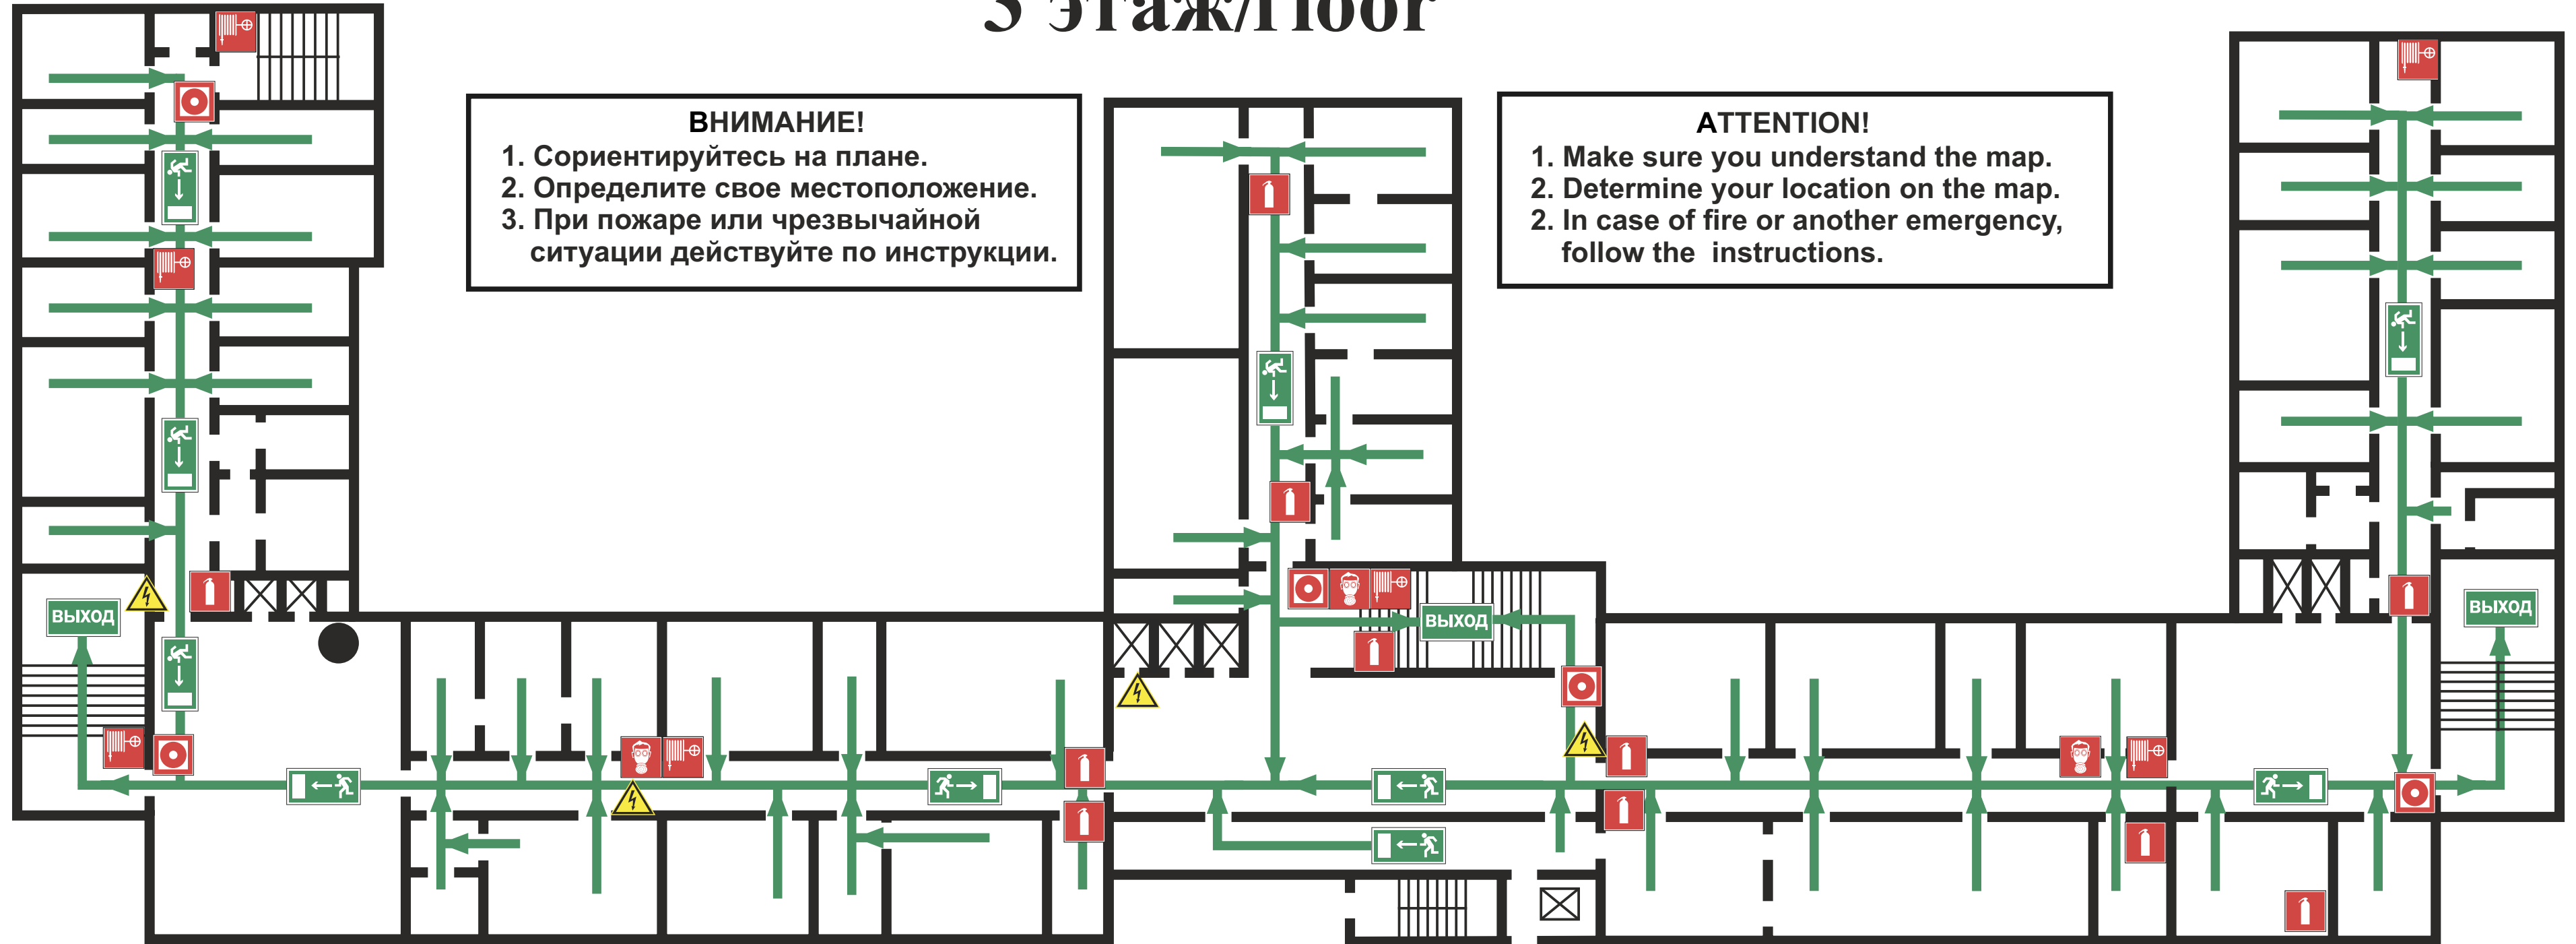 этаж/Floor
ВНИМАНИЕ!
1. Сориентируйтесь на плане.
2. Определите свое местоположение.
3. При пожаре или чрезвычайной
ситуации действуйте по инструкции.
ATTENTION!
1. Make sure you understand the map.
2. Determine your location on the map.
2. In case of fire or another emergency,
follow the instructions.
ВЫХОД
ВЫХОД
ВЫХОД